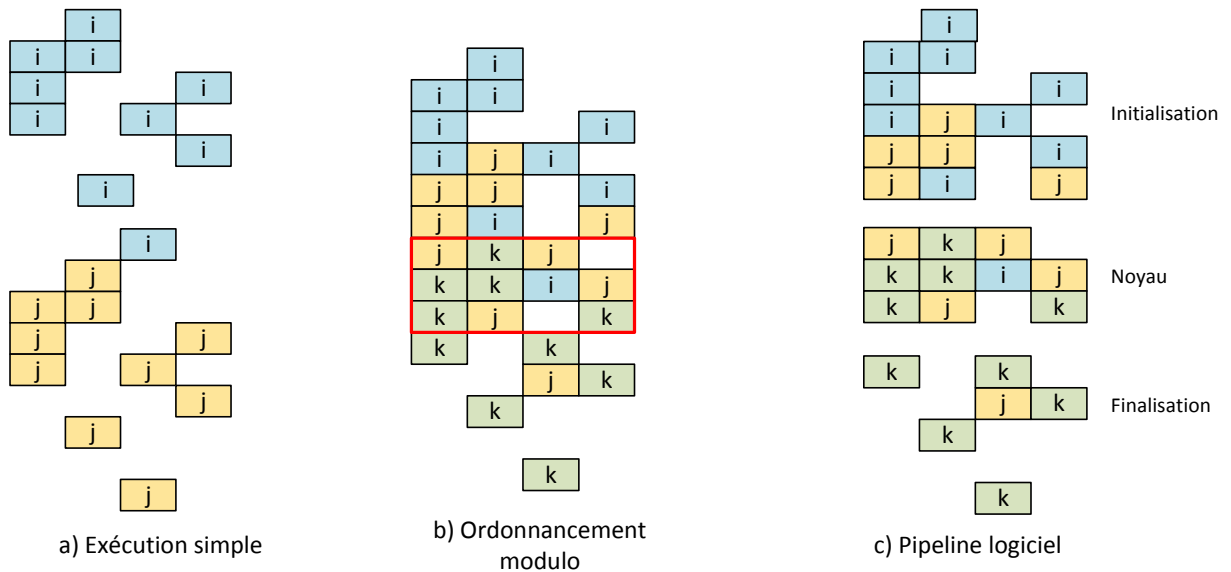 i
i i
i i
i i
i
i
i
j
j j
j j
j j
j
j
j
a) Exécution simple
i
i i
i i
i j i
j j i
j i j
j k j
k k i j
k j k
k k
j k
k
k
b) Ordonnancement
modulo
i
i i
i i
i j i
j j i
j i j
Initialisation
j k j
k k i j
k j k
Noyau
k k
j k
k
k
Finalisation
c) Pipeline logiciel